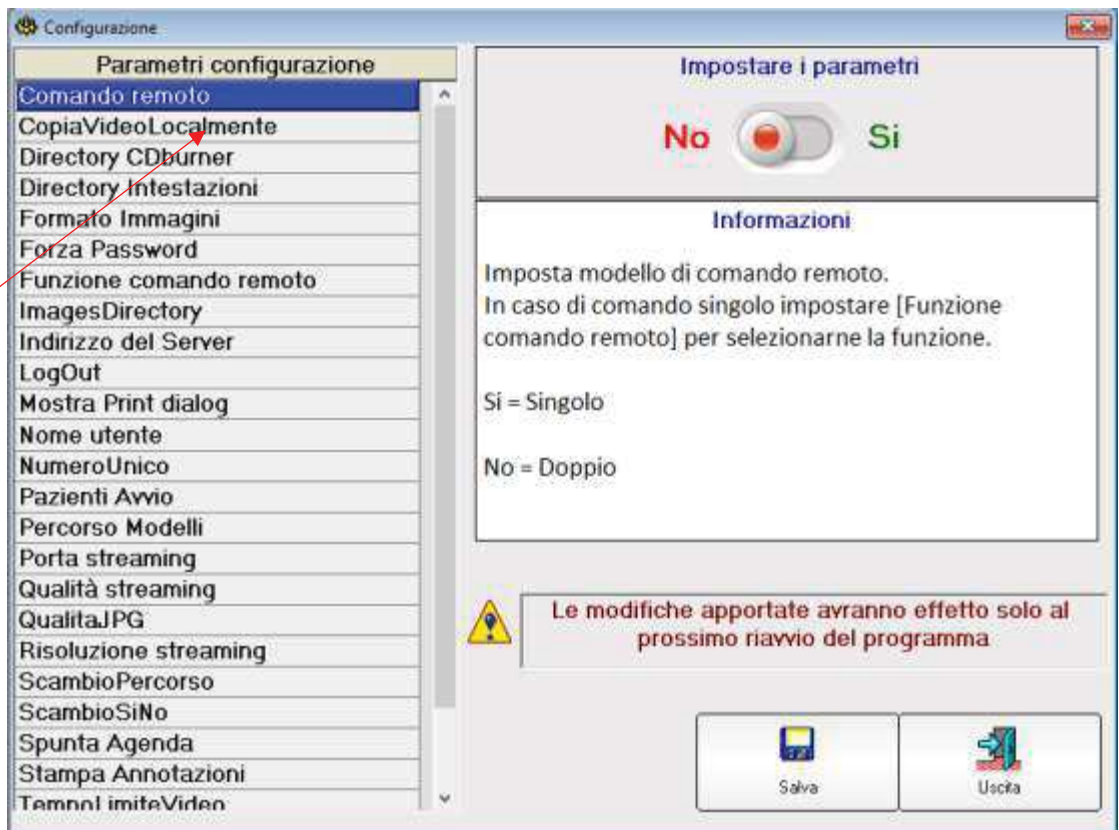 Configurazione
Parametri configurazione
Comando remoto
CopiaVideoLocalmente
Directory CDburner
Directory Intestazioni
Formato Immagini
Forza Password
Funzione comando remoto
ImagesDirectory
Indirizzo del Server
LogOut
Mostra Print dialog
Nome utente
NumeroUnico
Pazienti Avvio
Percorso Modelli
Porta streaming
Qualità streaming
QualitaJPG
Risoluzione streaming
ScambioPercorso
ScambioSiNo
Spunta Agenda
Stampa Annotazioni
TempoLimiteVideo
Impostare i parametri
No Si
Informazioni
Imposta modello di comando remoto.
In caso di comando singolo impostare [Funzione
comando remoto] per selezionarne la funzione.
Si = Singolo
No = Doppio
Le modifiche apportate avranno effetto solo al
prossimo riavvio del programma
Salva
Uscita